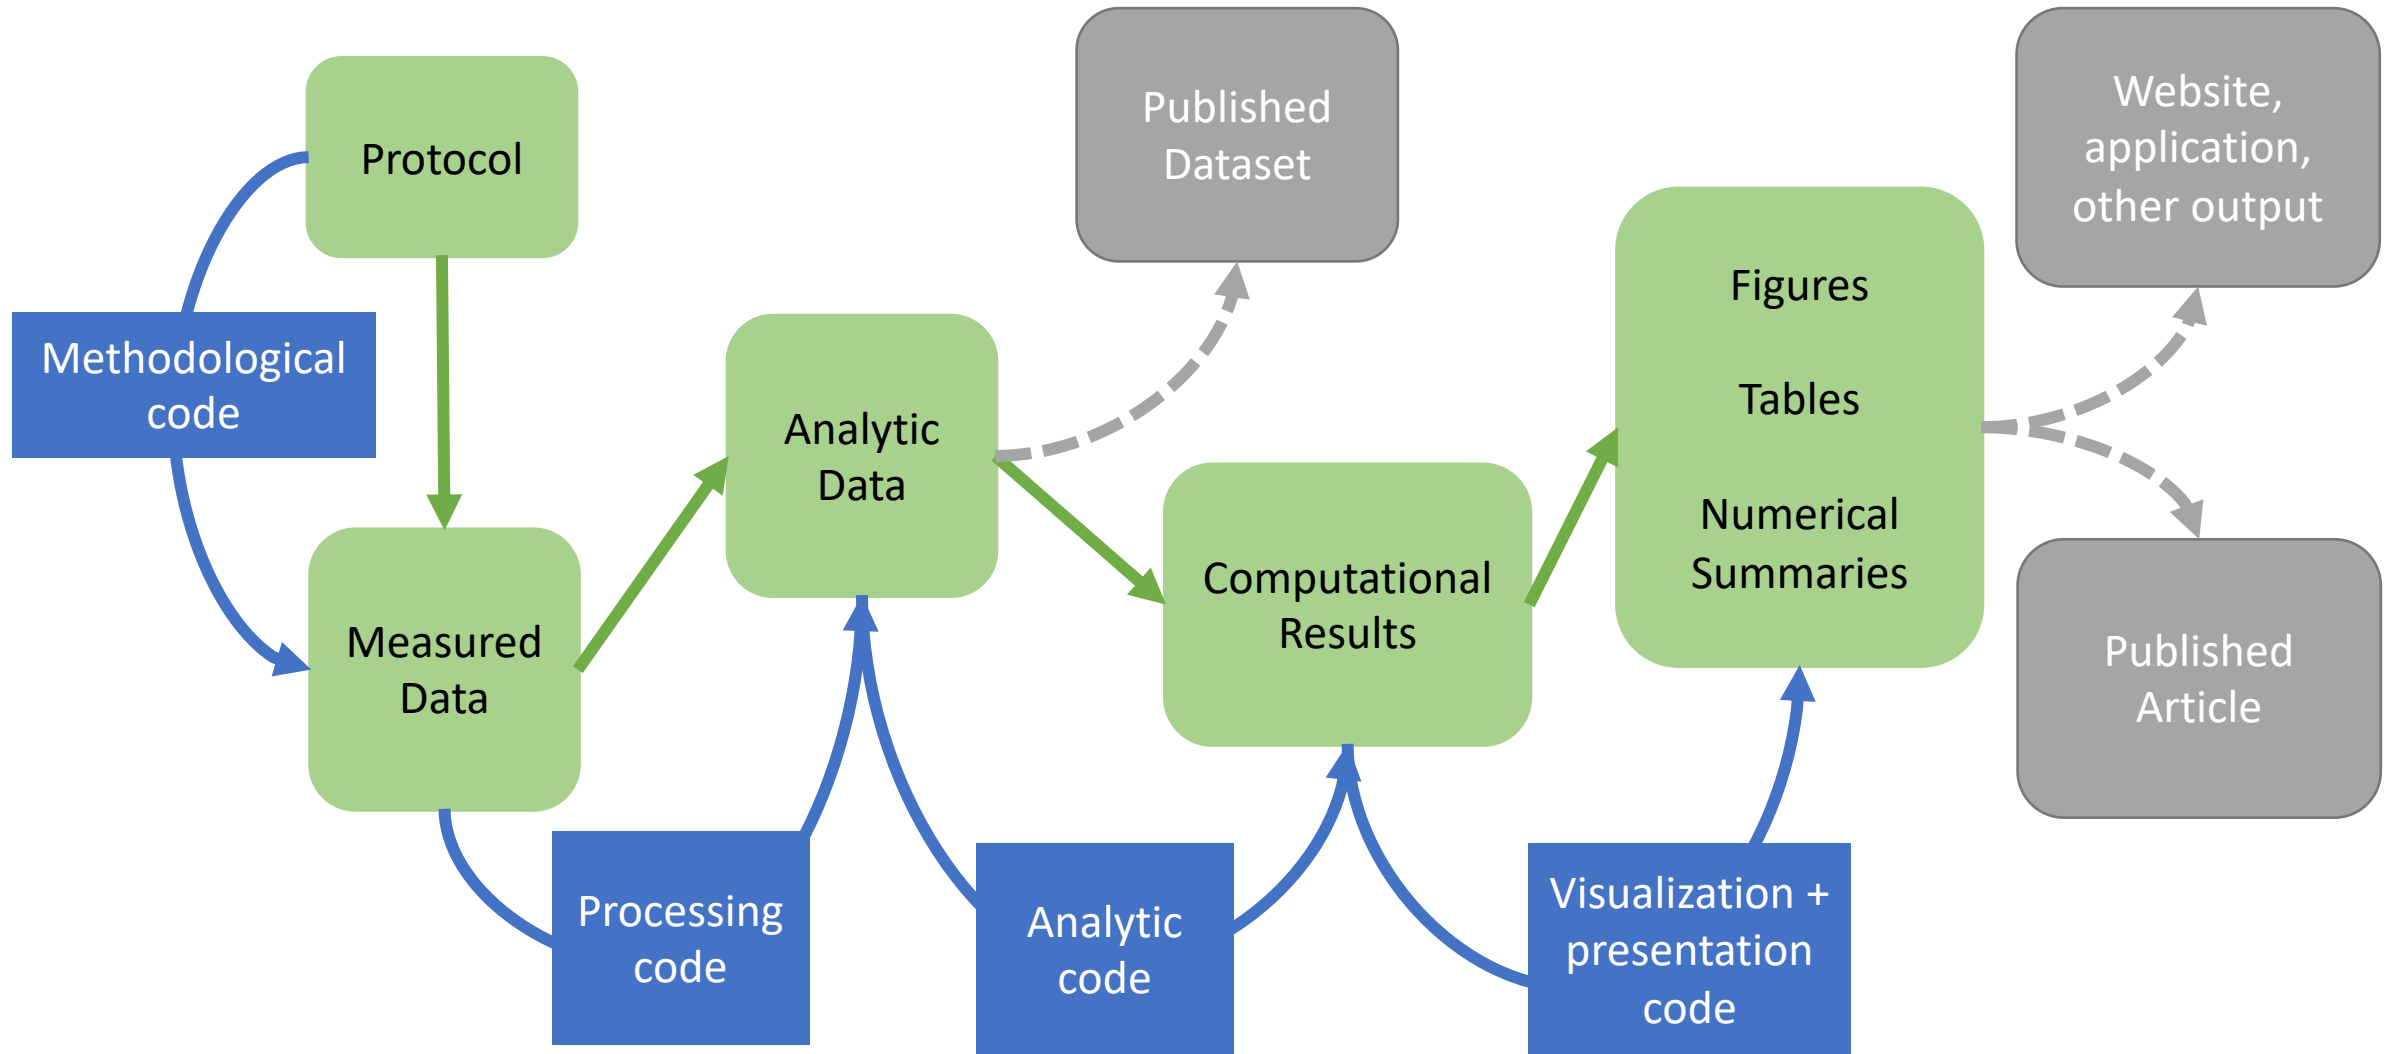 Protocol
Methodological
code
Measured
Data
Processing
code
Analytic
Data
Published
Dataset
Analytic
code
Computational
Results
Visualization +
presentation
code
Figures
Tables
Numerical
Summaries
Website,
application,
other output
Published
Article